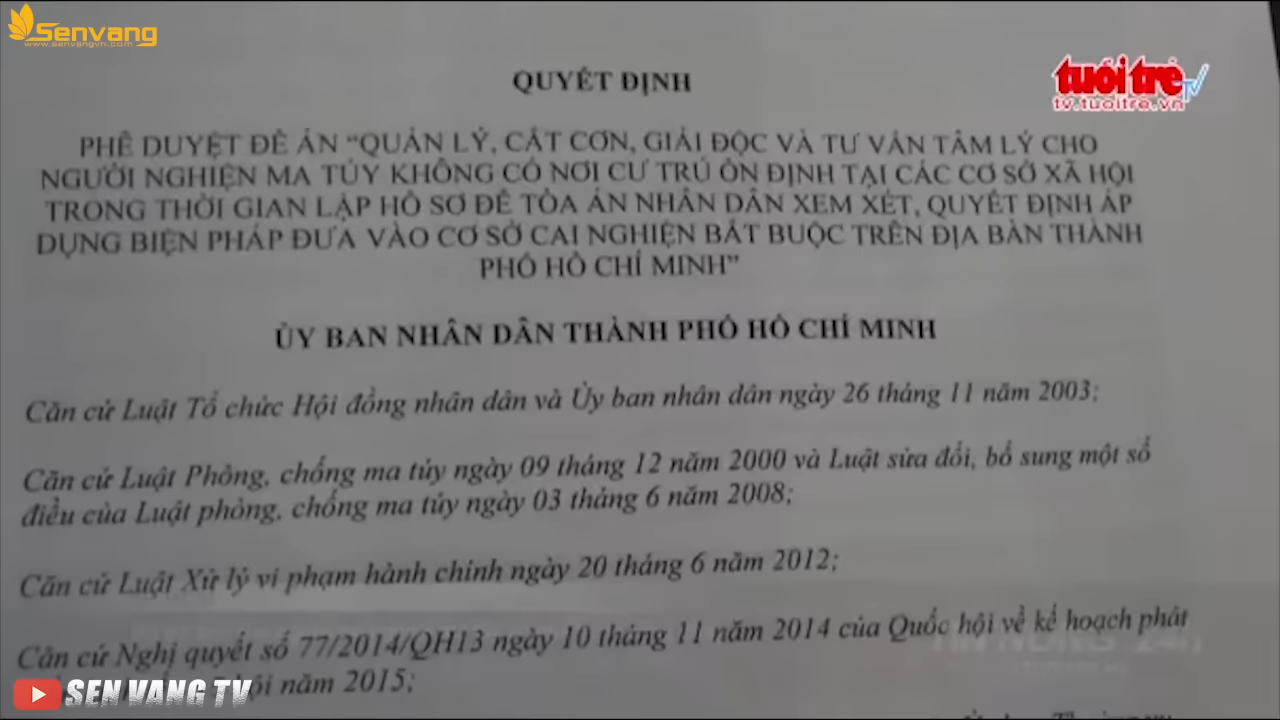 Senvang
www.senvangvn.com
tuổi trẻ TV
tv.tuoitre.vn
QUYẾT ĐỊNH
PHÊ DUYỆT ĐỀ ÁN “QUẢN LÝ, CẮT CƠN, GIẢI ĐỘC VÀ TƯ VẤN TÂM LÝ CHO
NGƯỜI NGHIỆN MA TÚY KHÔNG CÓ NƠI CƯ TRÚ ỔN ĐỊNH TẠI CÁC CƠ SỞ XÃ HỘI
TRONG THỜI GIAN LẬP HỒ SƠ ĐỂ TÒA ÁN NHÂN DÂN XEM XÉT, QUYẾT ĐỊNH ÁP
DỤNG BIỆN PHÁP ĐƯA VÀO CƠ SỞ CAI NGHIỆN BẮT BUỘC TRÊN ĐỊA BÀN THÀNH
PHỐ HỒ CHÍ MINH”
ỦY BAN NHÂN DÂN THÀNH PHỐ HỒ CHÍ MINH
Căn cứ Luật Tổ chức Hội đồng nhân dân và Ủy ban nhân dân ngày 26 tháng 11 năm 2003;
Căn cứ Luật Phòng, chống ma túy ngày 09 tháng 12 năm 2000 và Luật sửa đổi, bổ sung một số
điều của Luật phòng, chống ma túy ngày 03 tháng 6 năm 2008;
Căn cứ Luật Xử lý vi phạm hành chính ngày 20 tháng 6 năm 2012;
Căn cứ Nghị quyết số 77/2014/QH13 ngày 10 tháng 11 năm 2014 của Quốc hội về kế hoạch phát
hội năm 2015;
SEN VANG TV